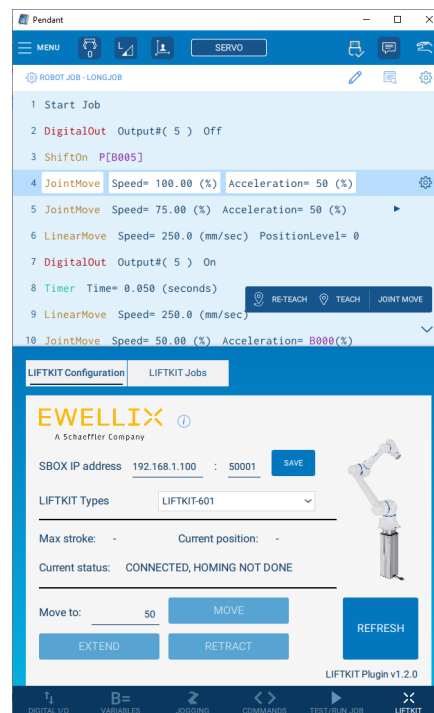 Pendant
MENU 0 SERVO
ROBOT JOB - LONGJOB
1 Start Job
2 DigitalOut Output#( 5 ) Off
3 ShiftOn P[B005]
4 JointMove Speed= 100.00 (%) Acceleration= 50 (%)
5 JointMove Speed= 75.00 (%) Acceleration= 50 (%)
6 LinearMove Speed= 250.0 (mm/sec) PositionLevel= 0
7 DigitalOut Output#( 5 ) On
8 Timer Time= 0.050 (seconds)
RE-TEACH TEACH JOINT MOVE
9 LinearMove Speed= 250.0 (mm/sec)
10 JointMove Speed= 50.00 (%) Acceleration= B000(%)
LIFTKIT Configuration LIFTKIT Jobs
EWELLIX i
A Schaeffler Company
SBOX IP address 192.168.1.100 : 50001 SAVE
LIFTKIT Types LIFTKIT-601
Max stroke: - Current position: -
Current status: CONNECTED, HOMING NOT DONE
Move to: 50 MOVE
EXTEND RETRACT REFRESH
LIFTKIT Plugin v1.2.0
DIGITAL I/O VARIABLES JOGGING COMMANDS TEST/RUN JOB LIFTKIT